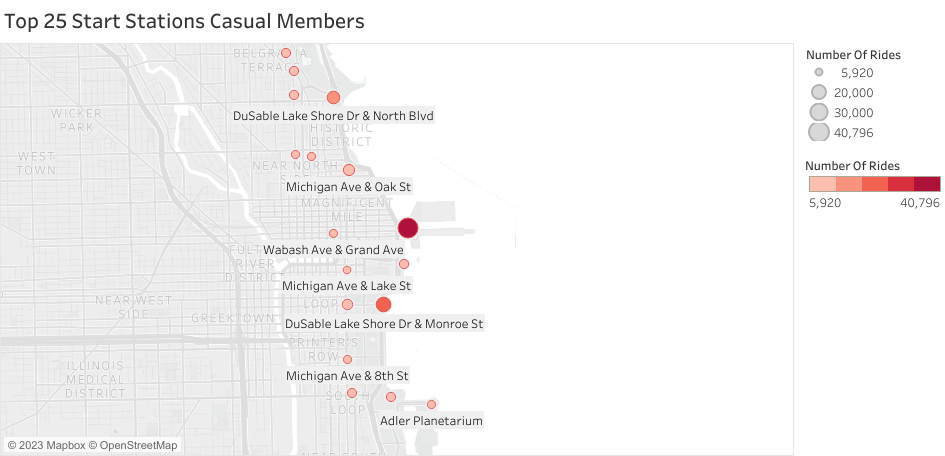 Top 25 Start Stations Casual Members
BELGRAVIA
TERRACE
WICKER
PARK
DuSable Lake Shore Dr & North Blvd
HISTORIC
DISTRICT
WEST
TOWN
NEAR NORTH
SIDE
Michigan Ave & Oak St
MAGNIFICENT
MILE
Wabash Ave & Grand Ave
FULTON
RIVER
DISTRICT
Michigan Ave & Lake St
NEAR WEST
SIDE
LOOP
GREEKTOWN
DuSable Lake Shore Dr & Monroe St
PRINTER'S
ROW
ILLINOIS
MEDICAL
DISTRICT
Michigan Ave & 8th St
SOUTH
LOOP
Adler Planetarium
© 2023 Mapbox © OpenStreetMap
NEAR SOUTH
Number Of Rides
5,920
20,000
30,000
40,796
Number Of Rides
5,920 40,796